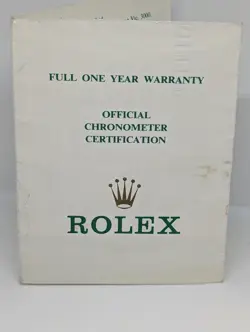 FULL ONE YEAR WARRANTY
OFFICIAL
CHRONOMETER
CERTIFICATION
ROLEX